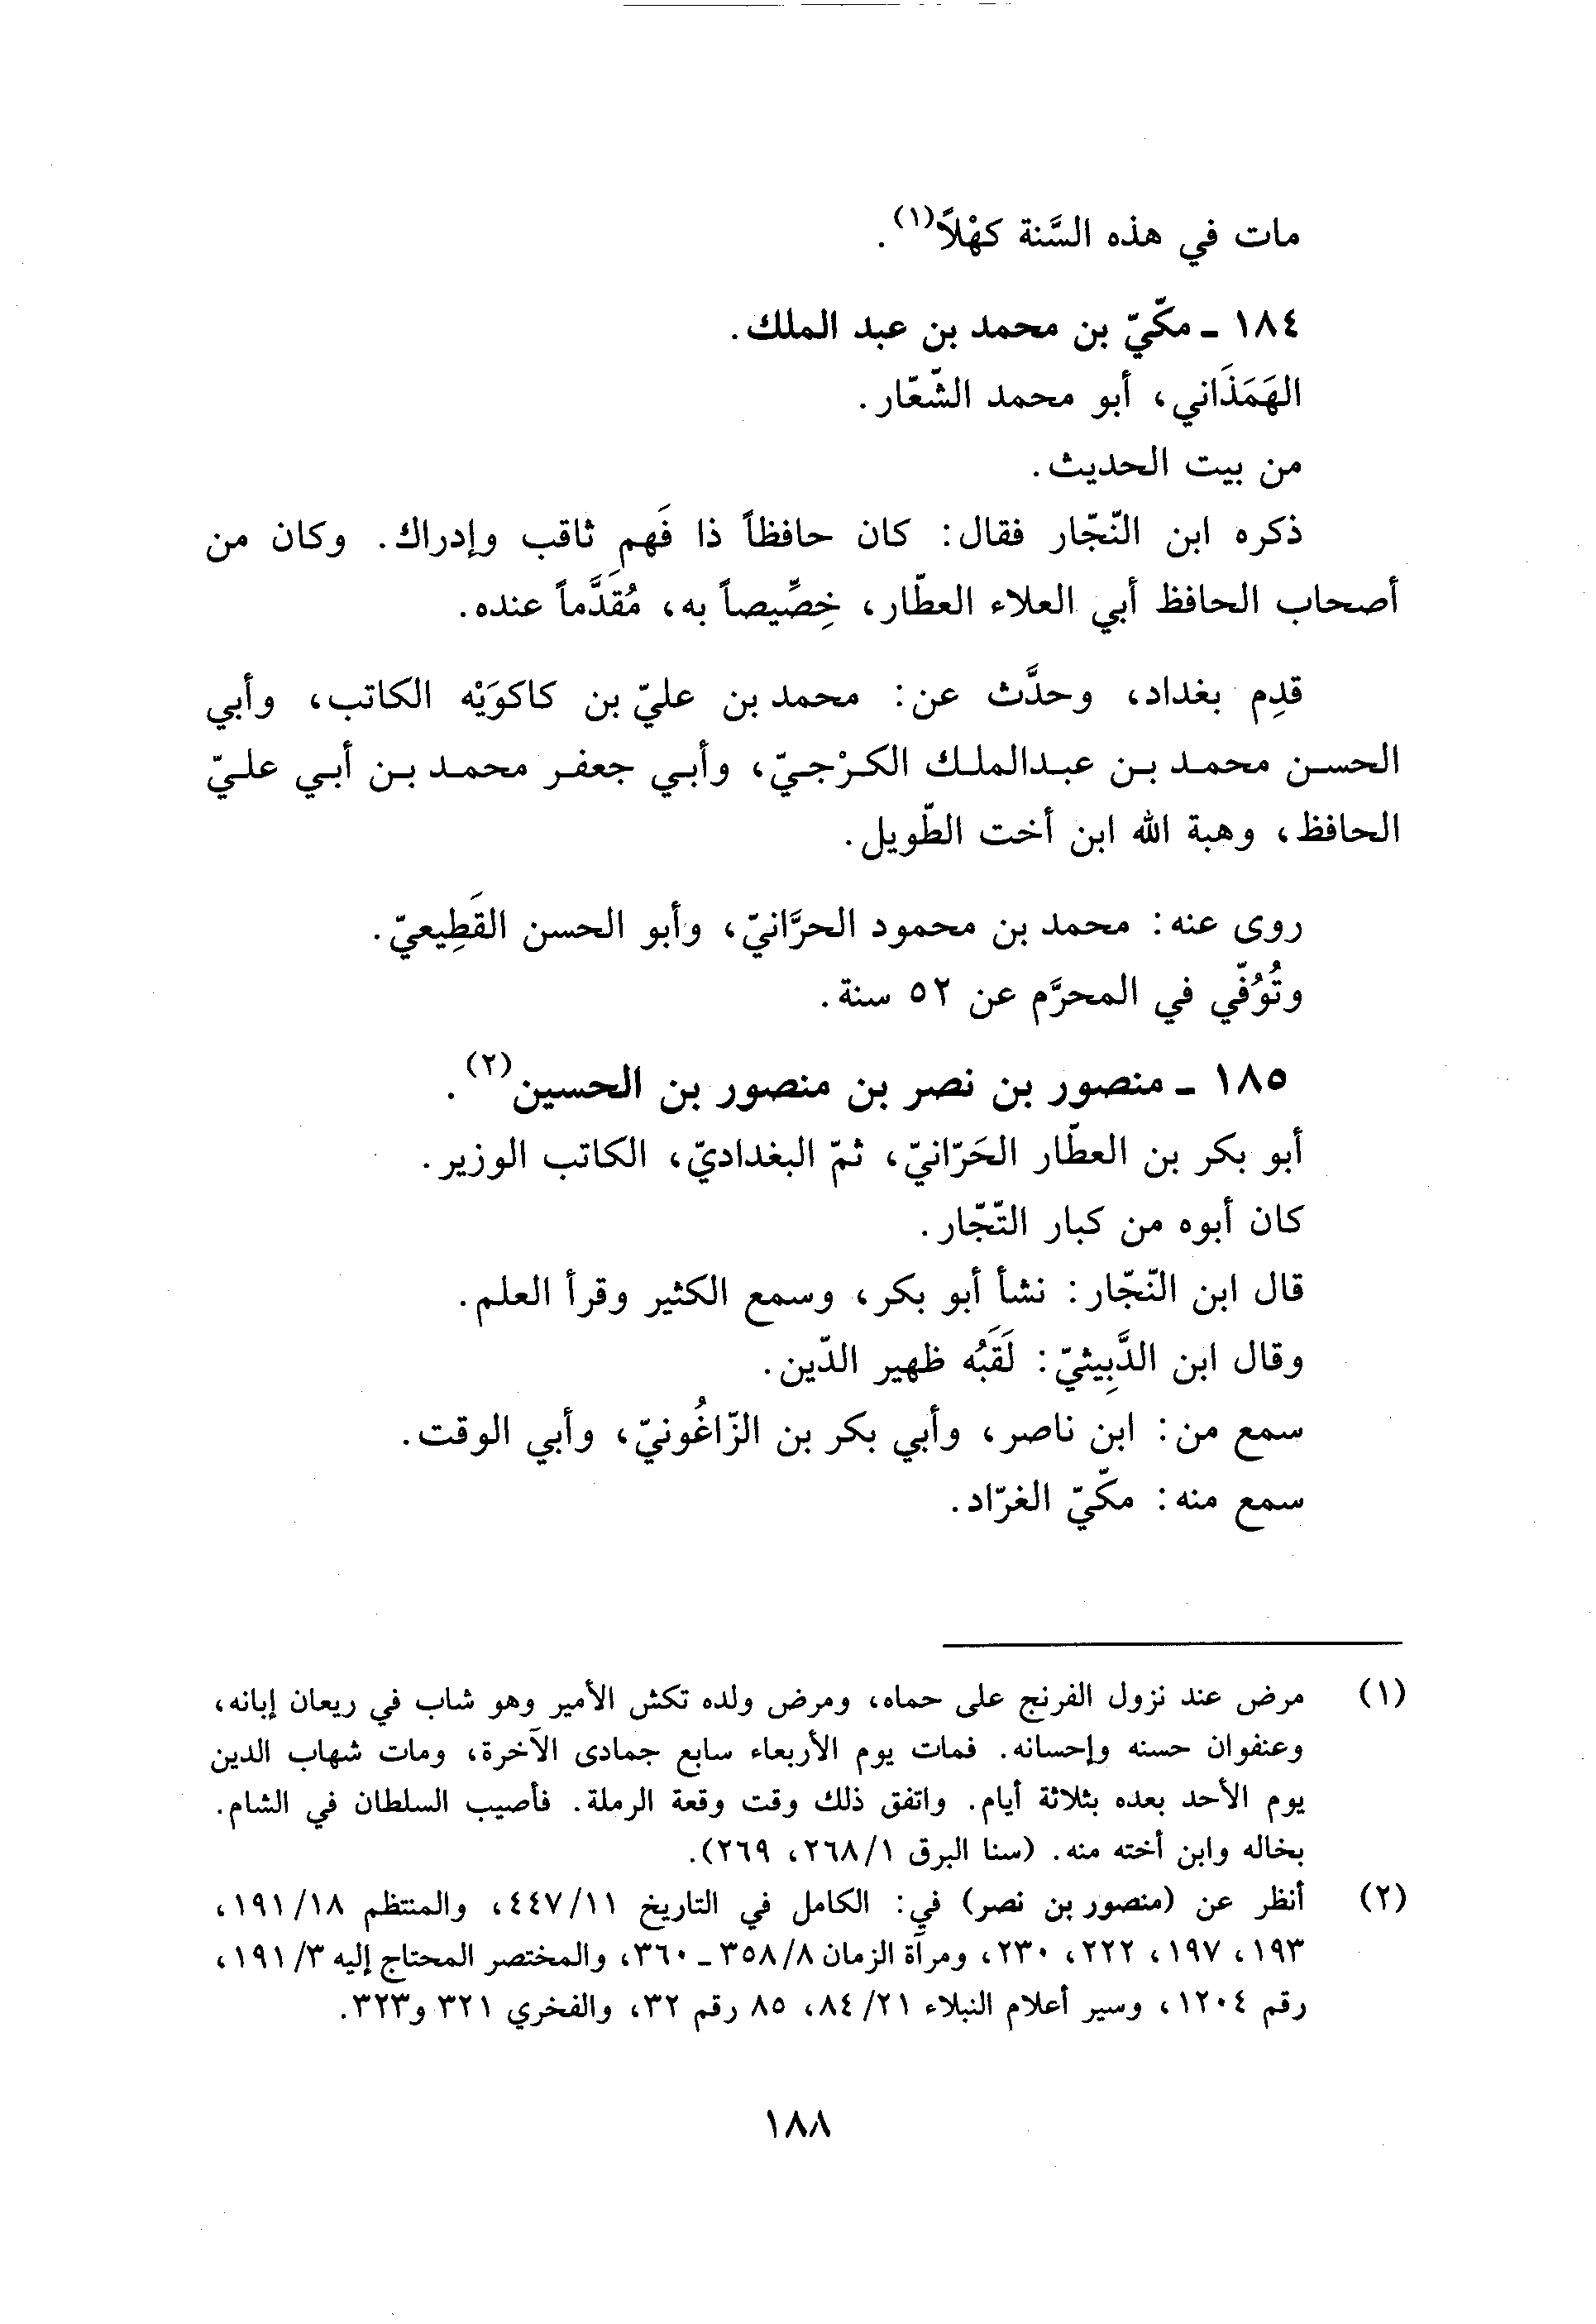 مات في هذه السَّنة كهْلاً(١).
١٨٤ ـ مكّيّ بن محمد بن عبد الملك.
الهَمَذَاني، أبو محمد الشّعّار.
من بيت الحديث.
ذكره ابن النّجّار فقال: كان حافظاً ذا فَهمٍ ثاقب وإدراك. وكان من
أصحاب الحافظ أبي العلاء العطّار، خِصِّيصاً به، مُقَدَّماً عنده.
قدِم بغداد، وحدَّث عن: محمد بن عليّ بن كاكوَيْه الكاتب، وأبي
الحسن محمد بن عبدالملك الكرْجيّ، وأبي جعفر محمد بن أبي عليّ
الحافظ، وهبة الله ابن أخت الطّويل.
روى عنه: محمد بن محمود الحرَّانيّ، وأبو الحسن القَطِيعيّ.
وتُوُفّي في المحرَّم عن ٥٢ سنة.
١٨٥ ـ منصور بن نصر بن منصور بن الحسين(٢).
أبو بكر بن العطّار الحَرّانيّ، ثمّ البغداديّ، الكاتب الوزير.
كان أبوه من كبار التّجّار.
قال ابن النّجّار: نشأ أبو بكر، وسمع الكثير وقرأ العلم.
وقال ابن الدَّبِيثيّ: لَقَبُه ظهير الدّين.
سمع من: ابن ناصر، وأبي بكر بن الزّاغُونيّ، وأبي الوقت.
سمع منه: مكّيّ الغرّاد.
(١) مرض عند نزول الفرنج على حماه، ومرض ولده تكش الأمير وهو شاب في ريعان إبانه،
وعنفوان حسنه وإحسانه. فمات يوم الأربعاء سابع جمادى الآخرة، ومات شهاب الدين
يوم الأحد بعده بثلاثة أيام. واتفق ذلك وقت وقعة الرملة. فأصيب السلطان في الشام.
بخاله وابن أخته منه. (سنا البرق ٢٦٨/١، ٢٦٩).
(٢) أنظر عن (منصور بن نصر) في: الكامل في التاريخ ٤٤٧/١١، والمنتظم ١٩١/١٨،
١٩٣، ١٩٧، ٢٢٢، ٢٣٠، ومرآة الزمان ٣٥٨/٨ ـ ٣٦٠، والمختصر المحتاج إليه ١٩١/٣،
رقم ١٢٠٤، وسير أعلام النبلاء ٨٤/٢١، ٨٥ رقم ٣٢، والفخري ٣٢١ و٣٢٣.
١٨٨